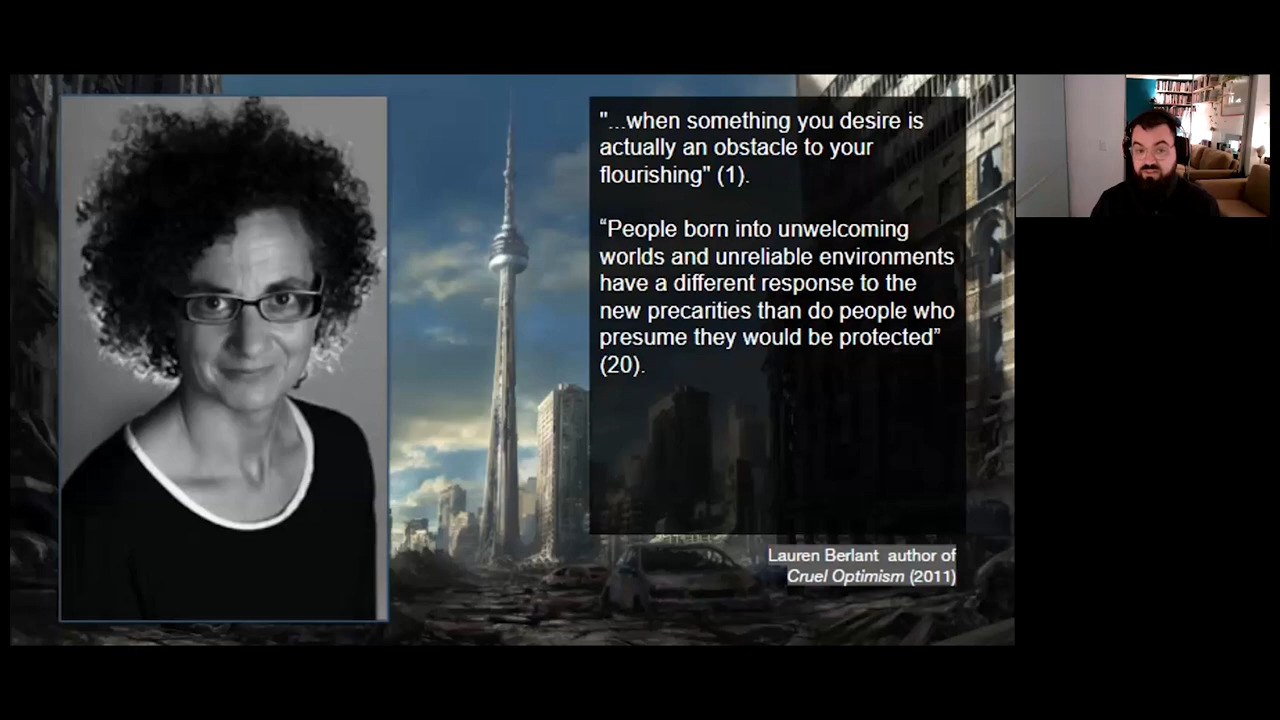 "...when something you desire is
actually an obstacle to your
flourishing" (1).
“People born into unwelcoming
worlds and unreliable environments
have a different response to the
new precarities than do people who
presume they would be protected”
(20).
Lauren Berlant author of
Cruel Optimism (2011)